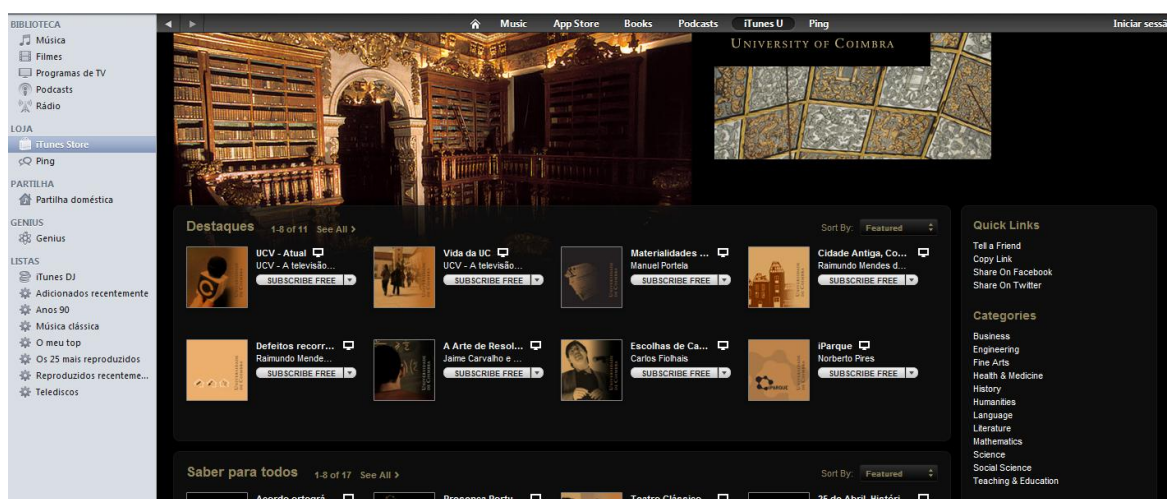 BIBLIOTECA
Música
Filmes
Programas de TV
Podcasts
Rádio
LOJA
iTunes Store
Ping
PARTILHA
Partilha doméstica
GENIUS
Genius
LISTAS
iTunes DJ
Adicionados recentemente
Anos 90
Música clássica
O meu top
Os 25 mais reproduzidos
Reproduzidos recenteme...
Telediscos
Music App Store Books Podcasts iTunes U Ping Iniciar sessã
UNIVERSITY OF COIMBRA
Destaques 1-8 of 11 See All > Sort By: Featured
UCV - Atual
UCV - A televisão...
SUBSCRIBE FREE
Vida da UC
UCV - A televisão...
SUBSCRIBE FREE
Materialidades ...
Manuel Portela
SUBSCRIBE FREE
Cidade Antiga, Co...
Raimundo Mendes d...
SUBSCRIBE FREE
Defeitos recorr...
Raimundo Mende...
SUBSCRIBE FREE
A Arte de Resol...
Jaime Carvalho e ...
SUBSCRIBE FREE
Escolhas de Ca...
Carlos Fiolhais
SUBSCRIBE FREE
iParque
Norberto Pires
SUBSCRIBE FREE
Saber para todos 1-8 of 17 See All > Sort By: Featured
Quick Links
Tell a Friend
Copy Link
Share On Facebook
Share On Twitter
Categories
Business
Engineering
Fine Arts
Health & Medicine
History
Humanities
Language
Literature
Mathematics
Science
Social Science
Teaching & Education